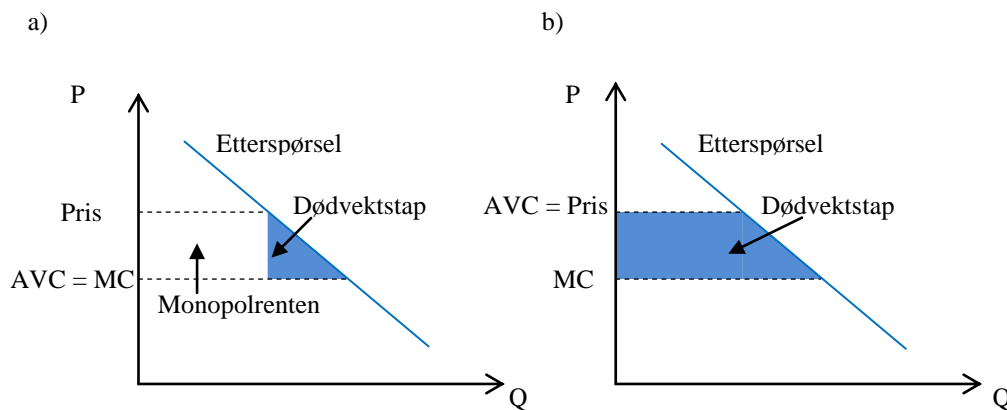 a)
P
Etterspørsel
Dødvektstap
Pris
AVC = MC
Monopolrenten
Q
b)
P
Etterspørsel
AVC = Pris
Dødvektstap
MC
Q